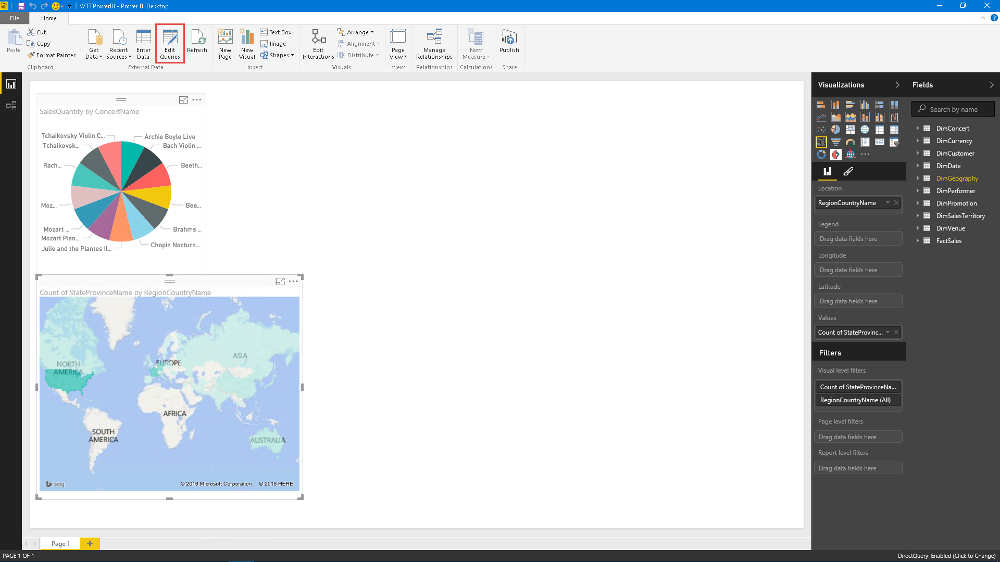 WTTPowerBI - Power BI Desktop
File
Home
Paste
Cut
Copy
Format Painter
Clipboard
Get Data
Recent Sources
Enter Data
Edit Queries
Refresh
External Data
New Page
New Visual
Text Box
Image
Shapes
Insert
Edit Interactions
Arrange
Alignment
Distribute
Visuals
Page View
View
Manage Relationships
Relationships
New Measure
Calculations
Publish
Share
SalesQuantity by ConcertName
Tchaikovsky Violin C...
Archie Boyle Live
Tchaikovsk...
Bach Violin ...
Rach...
Beeth...
Moz...
Bee...
Mozart ...
Brahms ...
Mozart Pian...
Chopin Nocturn...
Julie and the Plantes Il...
Count of StateProvinceName by RegionCountryName
NORTH AMERICA
EUROPE
ASIA
AFRICA
SOUTH AMERICA
AUSTRALIA
bing
© 2016 Microsoft Corporation
© 2016 HERE
Visualizations
123
Location
RegionCountryName
Legend
Drag data fields here
Longitude
Drag data fields here
Latitude
Drag data fields here
Values
Count of StateProvinc...
Filters
Visual level filters
Count of StateProvinceNa...
RegionCountryName (All)
Page level filters
Drag data fields here
Report level filters
Drag data fields here
Fields
Search by name
DimConcert
DimCurrency
DimCustomer
DimDate
DimGeography
DimPerformer
DimPromotion
DimSalesTerritory
DimVenue
FactSales
Page 1
PAGE 1 OF 1
DirectQuery: Enabled (Click to Change)